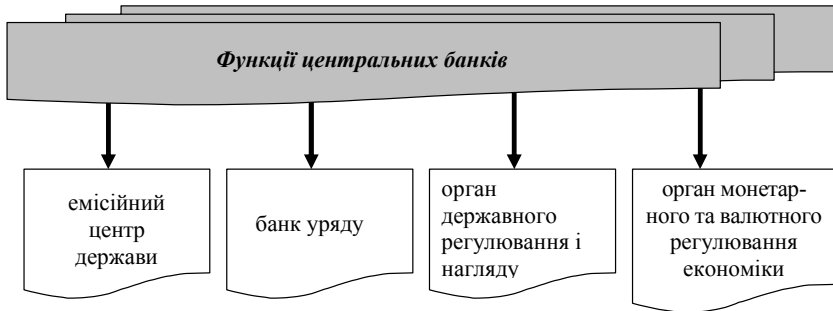 Функції центральних банків
емісійний
центр
держави
банк уряду
орган
державного
регулювання і
нагляду
орган монетар-
ного та валютного
регулювання
економіки